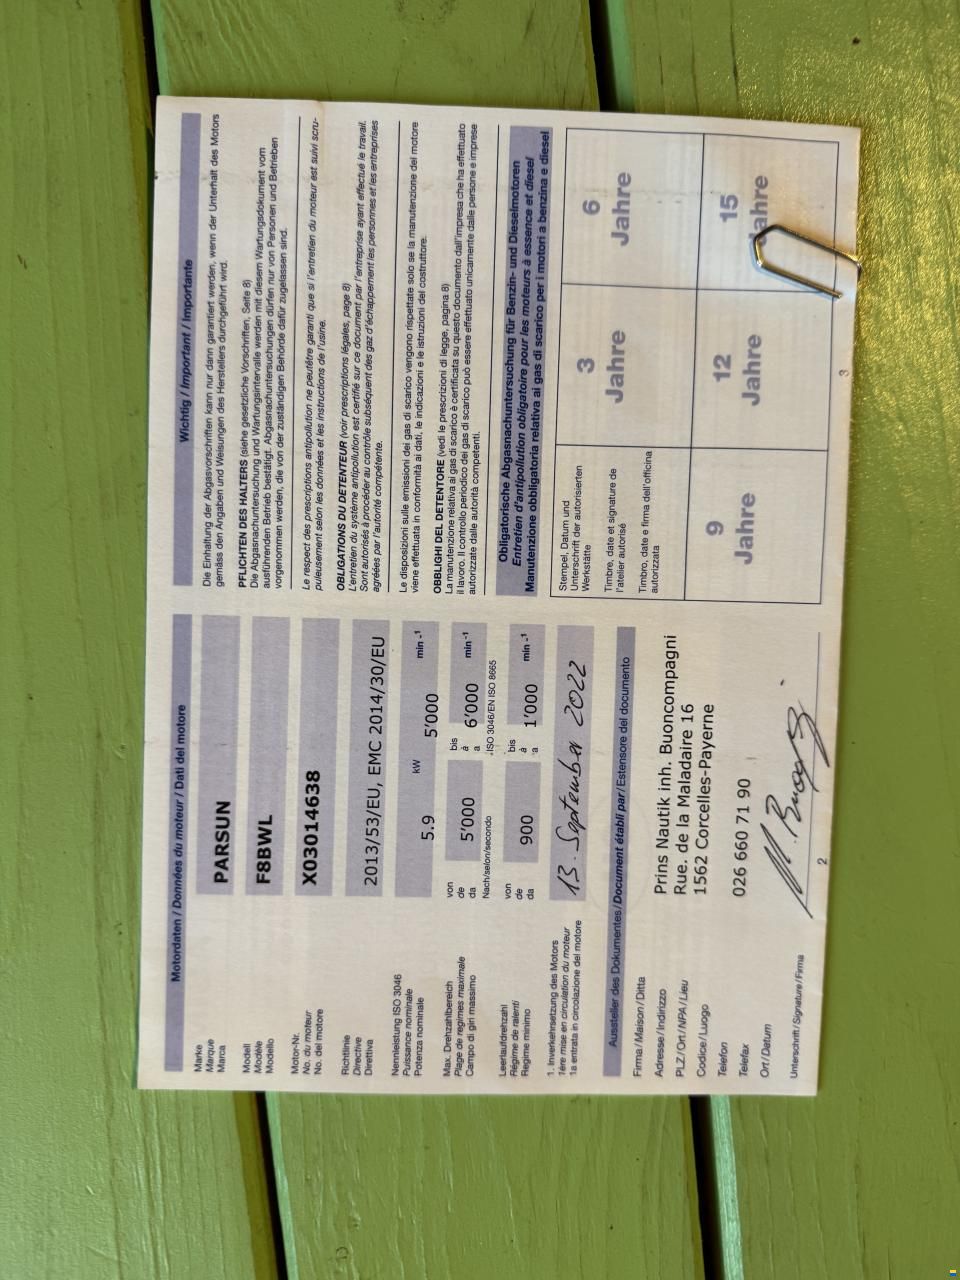 Motordaten / Données du moteur / Dati del motore
Marke
Marque
Marca
PARSUN
Modell
Modèle
Modello
F8BWL
Motor-Nr.
No. du moteur
No. del motore
X03014638
Richtlinie
Directive
Direttiva
2013/53/EU, EMC 2014/30/EU
Nennleistung ISO 3046
Puissance nominale
Potenza nominale
5.9 kW 5'000 min -1
Max. Drehzahlbereich
Plage de regimes maximale
Campo di giri massimo
von
de
da
5'000
bis
à
a
6'000 min -1
Nach/selon/secondo ISO 3046/EN ISO 8665
Leerlaufdrehzahl
Régime de ralenti
Regime minimo
von
de
da
900
bis
à
a
1'000 min -1
1. Inverkehrsetzung des Motors
1ère mise en circulation du moteur
1a entrata in circolazione del motore
13. September 2022
Aussteller des Dokumentes / Document établi par / Estensore del documento
Firma / Maison / Ditta
Prins Nautik inh. Buoncompagni
Adresse / Indirizzo
Rue. de la Maladaire 16
PLZ / Ort / NPA / Lieu
Codice / Luogo
1562 Corcelles-Payerne
Telefon
026 660 71 90
Telefax
Ort / Datum
Unterschrift / Signature / Firma
2
Wichtig / Important / Importante
Die Einhaltung der Abgasvorschriften kann nur dann garantiert werden, wenn der Unterhalt des Motors
gemäss den Angaben und Weisungen des Herstellers durchgeführt wird.
PFLICHTEN DES HALTERS (siehe gesetzliche Vorschriften, Seite 8)
Die Abgasnachuntersuchung und Wartungsintervalle werden mit diesem Wartungsdokument vom
ausführenden Betrieb bestätigt. Abgasnachuntersuchungen dürfen nur von Personen und Betrieben
vorgenommen werden, die von der zuständigen Behörde dafür zugelassen sind.
Le respect des prescriptions antipollution ne peutêtre garanti que si l'entretien du moteur est suivi scru-
puleusement selon les données et les instructions de l'usine.
OBLIGATIONS DU DETENTEUR (voir prescriptions légales, page 8)
L'entretien du système antipollution est certifié sur ce document par l'entreprise ayant effectué le travail.
Sont autorisés à procéder au contrôle subséquent des gaz d'échappement les personnes et les entreprises
agréées par l'autorité compétente.
Le disposizioni sulle emissioni dei gas di scarico vengono rispettate solo se la manutenzione del motore
viene effettuata in conformità ai dati, le indicazioni e le istruzioni del costruttore.
OBBLIGHI DEL DETENTORE (vedi le prescrizioni di legge, pagina 8)
La manutenzione relativa ai gas di scarico è certificata su questo documento dall'impresa che ha effettuato
il lavoro. Il controllo periodico dei gas di scarico può essere effettuato unicamente dalle persone e imprese
autorizzate dalle autorità competenti.
Obligatorische Abgasnachuntersuchung für Benzin- und Dieselmotoren
Entretien d'antipollution obligatoire pour les moteurs à essence et diesel
Manutenzione obbligatoria relativa ai gas di scarico per i motori a benzina e diesel
Stempel, Datum und
Unterschrift der autorisierten
Werkstätte
Timbre, date et signature de
l'atelier autorisé
Timbro, date e firma dell'officina
autorizzata
3
Jahre
6
Jahre
9
Jahre
12
Jahre
15
Jahre
3